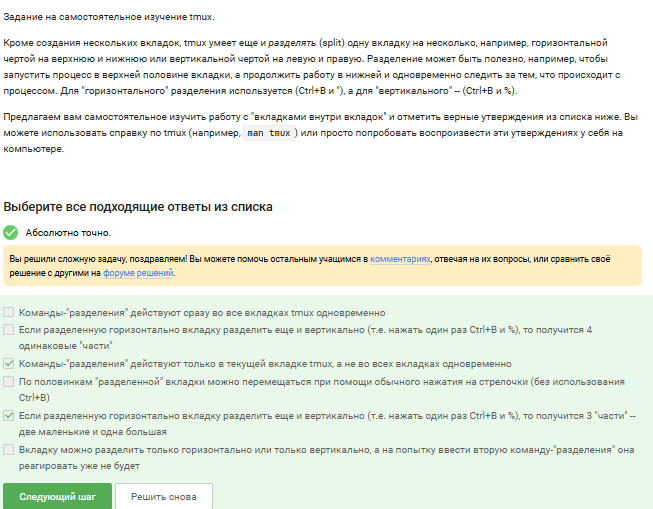 Задание на самостоятельное изучение tmux.
Кроме создания нескольких вкладок, tmux умеет еще и разделять (split) одну вкладку на несколько, например, горизонтальной
чертой на верхнюю и нижнюю или вертикальной чертой на левую и правую. Разделение может быть полезно, например, чтобы
запустить процесс в верхней половине вкладки, а продолжить работу в нижней и одновременно следить за тем, что происходит с
процессом. Для "горизонтального" разделения используется (Ctrl+B и "), а для "вертикального" -- (Ctrl+B и %).
Предлагаем вам самостоятельное изучить работу с "вкладками внутри вкладок" и отметить верные утверждения из списка ниже. Вы
можете использовать справку по tmux (например, man tmux ) или просто попробовать воспроизвести эти утверждениях у себя на
компьютере.
Выберите все подходящие ответы из списка
Абсолютно точно.
Вы решили сложную задачу, поздравляем! Вы можете помочь остальным учащимся в комментариях, отвечая на их вопросы, или сравнить своё
решение с другими на форуме решений.
Команды-"разделения" действуют сразу во все вкладках tmux одновременно
Если разделенную горизонтально вкладку разделить еще и вертикально (т.е. нажать один раз Ctrl+B и %), то получится 4
одинаковые "части"
Команды-"разделения" действуют только в текущей вкладке tmux, а не во всех вкладках одновременно
По половинкам "разделенной" вкладки можно перемещаться при помощи обычного нажатия на стрелочки (без использования
Ctrl+B)
Если разделенную горизонтально вкладку разделить еще и вертикально (т.е. нажать один раз Ctrl+B и %), то получится 3 "части" --
две маленькие и одна большая
Вкладку можно разделить только горизонтально или только вертикально, а на попытку ввести вторую команду-"разделения" она
реагировать уже не будет
Следующий шаг
Решить снова